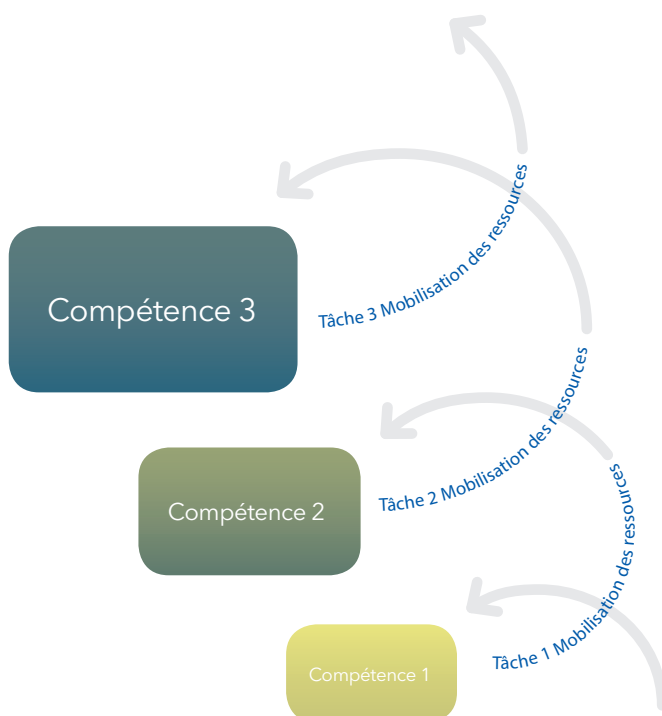 Compétence 3
Tâche 3 Mobilisation des ressources
Compétence 2
Tâche 2 Mobilisation des ressources
Compétence 1
Tâche 1 Mobilisation des ressources